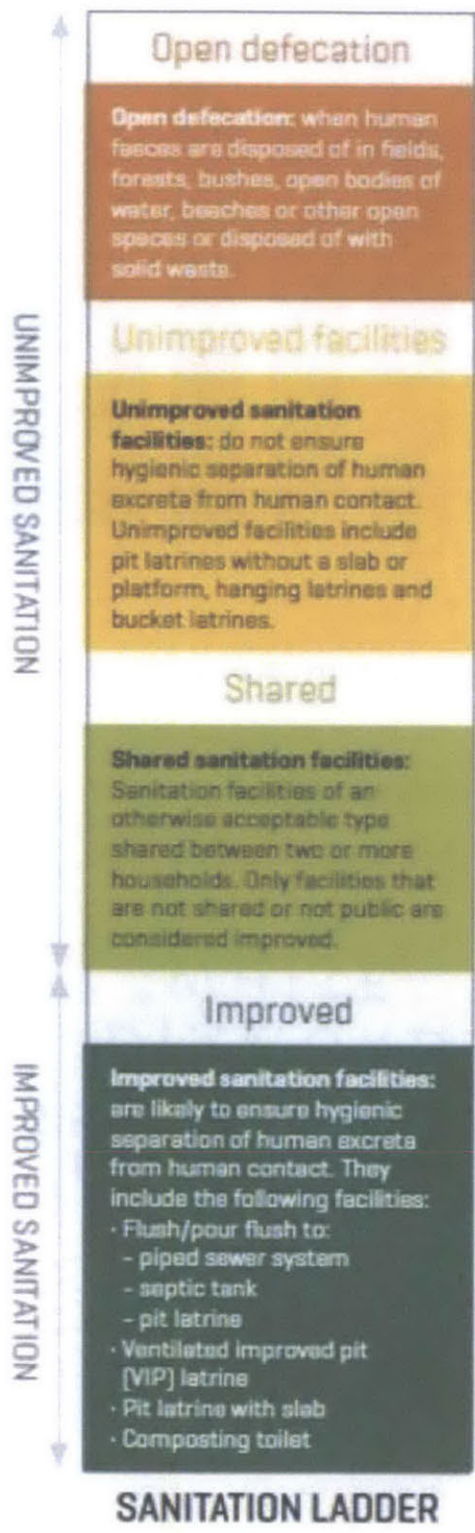 Open defecation
Open defecation: when human
faeces are disposed of in fields,
forests, bushes, open bodies of
water, beaches or other open
spaces or disposed of with
solid waste.
Unimproved facilities
Unimproved sanitation
facilities: do not ensure
hygienic separation of human
excreta from human contact.
Unimproved facilities include
pit latrines without a slab or
platform, hanging latrines and
bucket latrines.
Shared
Shared sanitation facilities:
Sanitation facilities of an
otherwise acceptable type
shared between two or more
households. Only facilities that
are not shared or not public are
considered improved.
UNIMPROVED SANITATION
Improved
Improved sanitation facilities:
are likely to ensure hygienic
separation of human excreta
from human contact. They
include the following facilities:
· Flush/pour flush to:
– piped sewer system
– septic tank
– pit latrine
· Ventilated improved pit
(VIP) latrine
· Pit latrine with slab
· Composting toilet
IMPROVED SANITATION
SANITATION LADDER